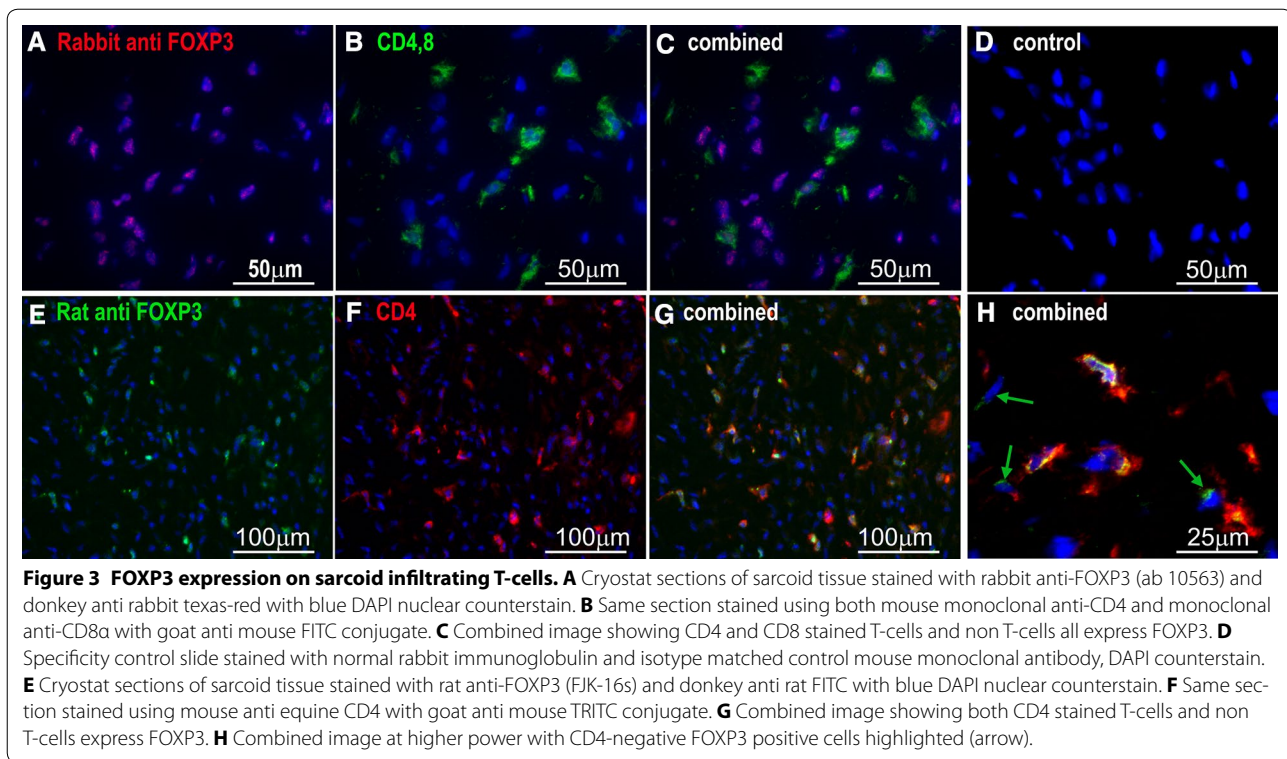 A Rabbit anti FOXP3
B CD4,8
C combined
D control
50µm
50µm
50µm
50µm
E Rat anti FOXP3
F CD4
G combined
H combined
100µm
100µm
100µm
25µm
Figure 3 FOXP3 expression on sarcoid infiltrating T-cells. A Cryostat sections of sarcoid tissue stained with rabbit anti-FOXP3 (ab 10563) and
donkey anti rabbit texas-red with blue DAPI nuclear counterstain. B Same section stained using both mouse monoclonal anti-CD4 and monoclonal
anti-CD8α with goat anti mouse FITC conjugate. C Combined image showing CD4 and CD8 stained T-cells and non T-cells all express FOXP3. D
Specificity control slide stained with normal rabbit immunoglobulin and isotype matched control mouse monoclonal antibody, DAPI counterstain.
E Cryostat sections of sarcoid tissue stained with rat anti-FOXP3 (FJK-16s) and donkey anti rat FITC with blue DAPI nuclear counterstain. F Same sec-
tion stained using mouse anti equine CD4 with goat anti mouse TRITC conjugate. G Combined image showing both CD4 stained T-cells and non
T-cells express FOXP3. H Combined image at higher power with CD4-negative FOXP3 positive cells highlighted (arrow).